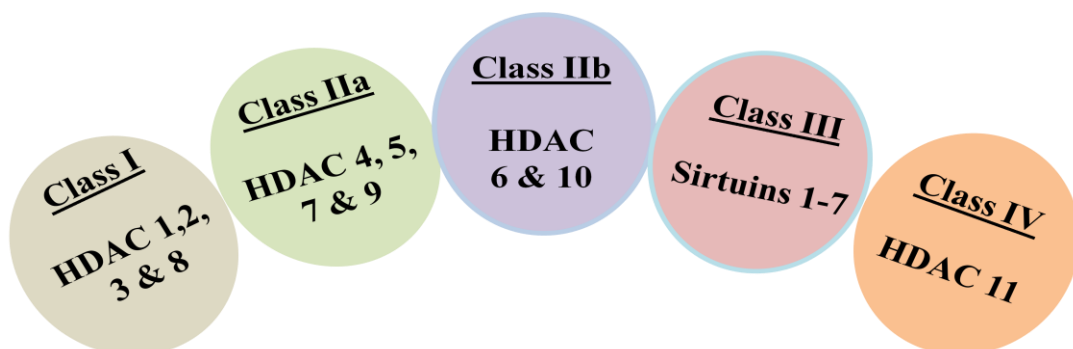 Class I
HDAC 1,2,
3 & 8
Class IIa
HDAC 4, 5,
7 & 9
Class IIb
HDAC
6 & 10
Class III
Sirtuins 1-7
Class IV
HDAC 11